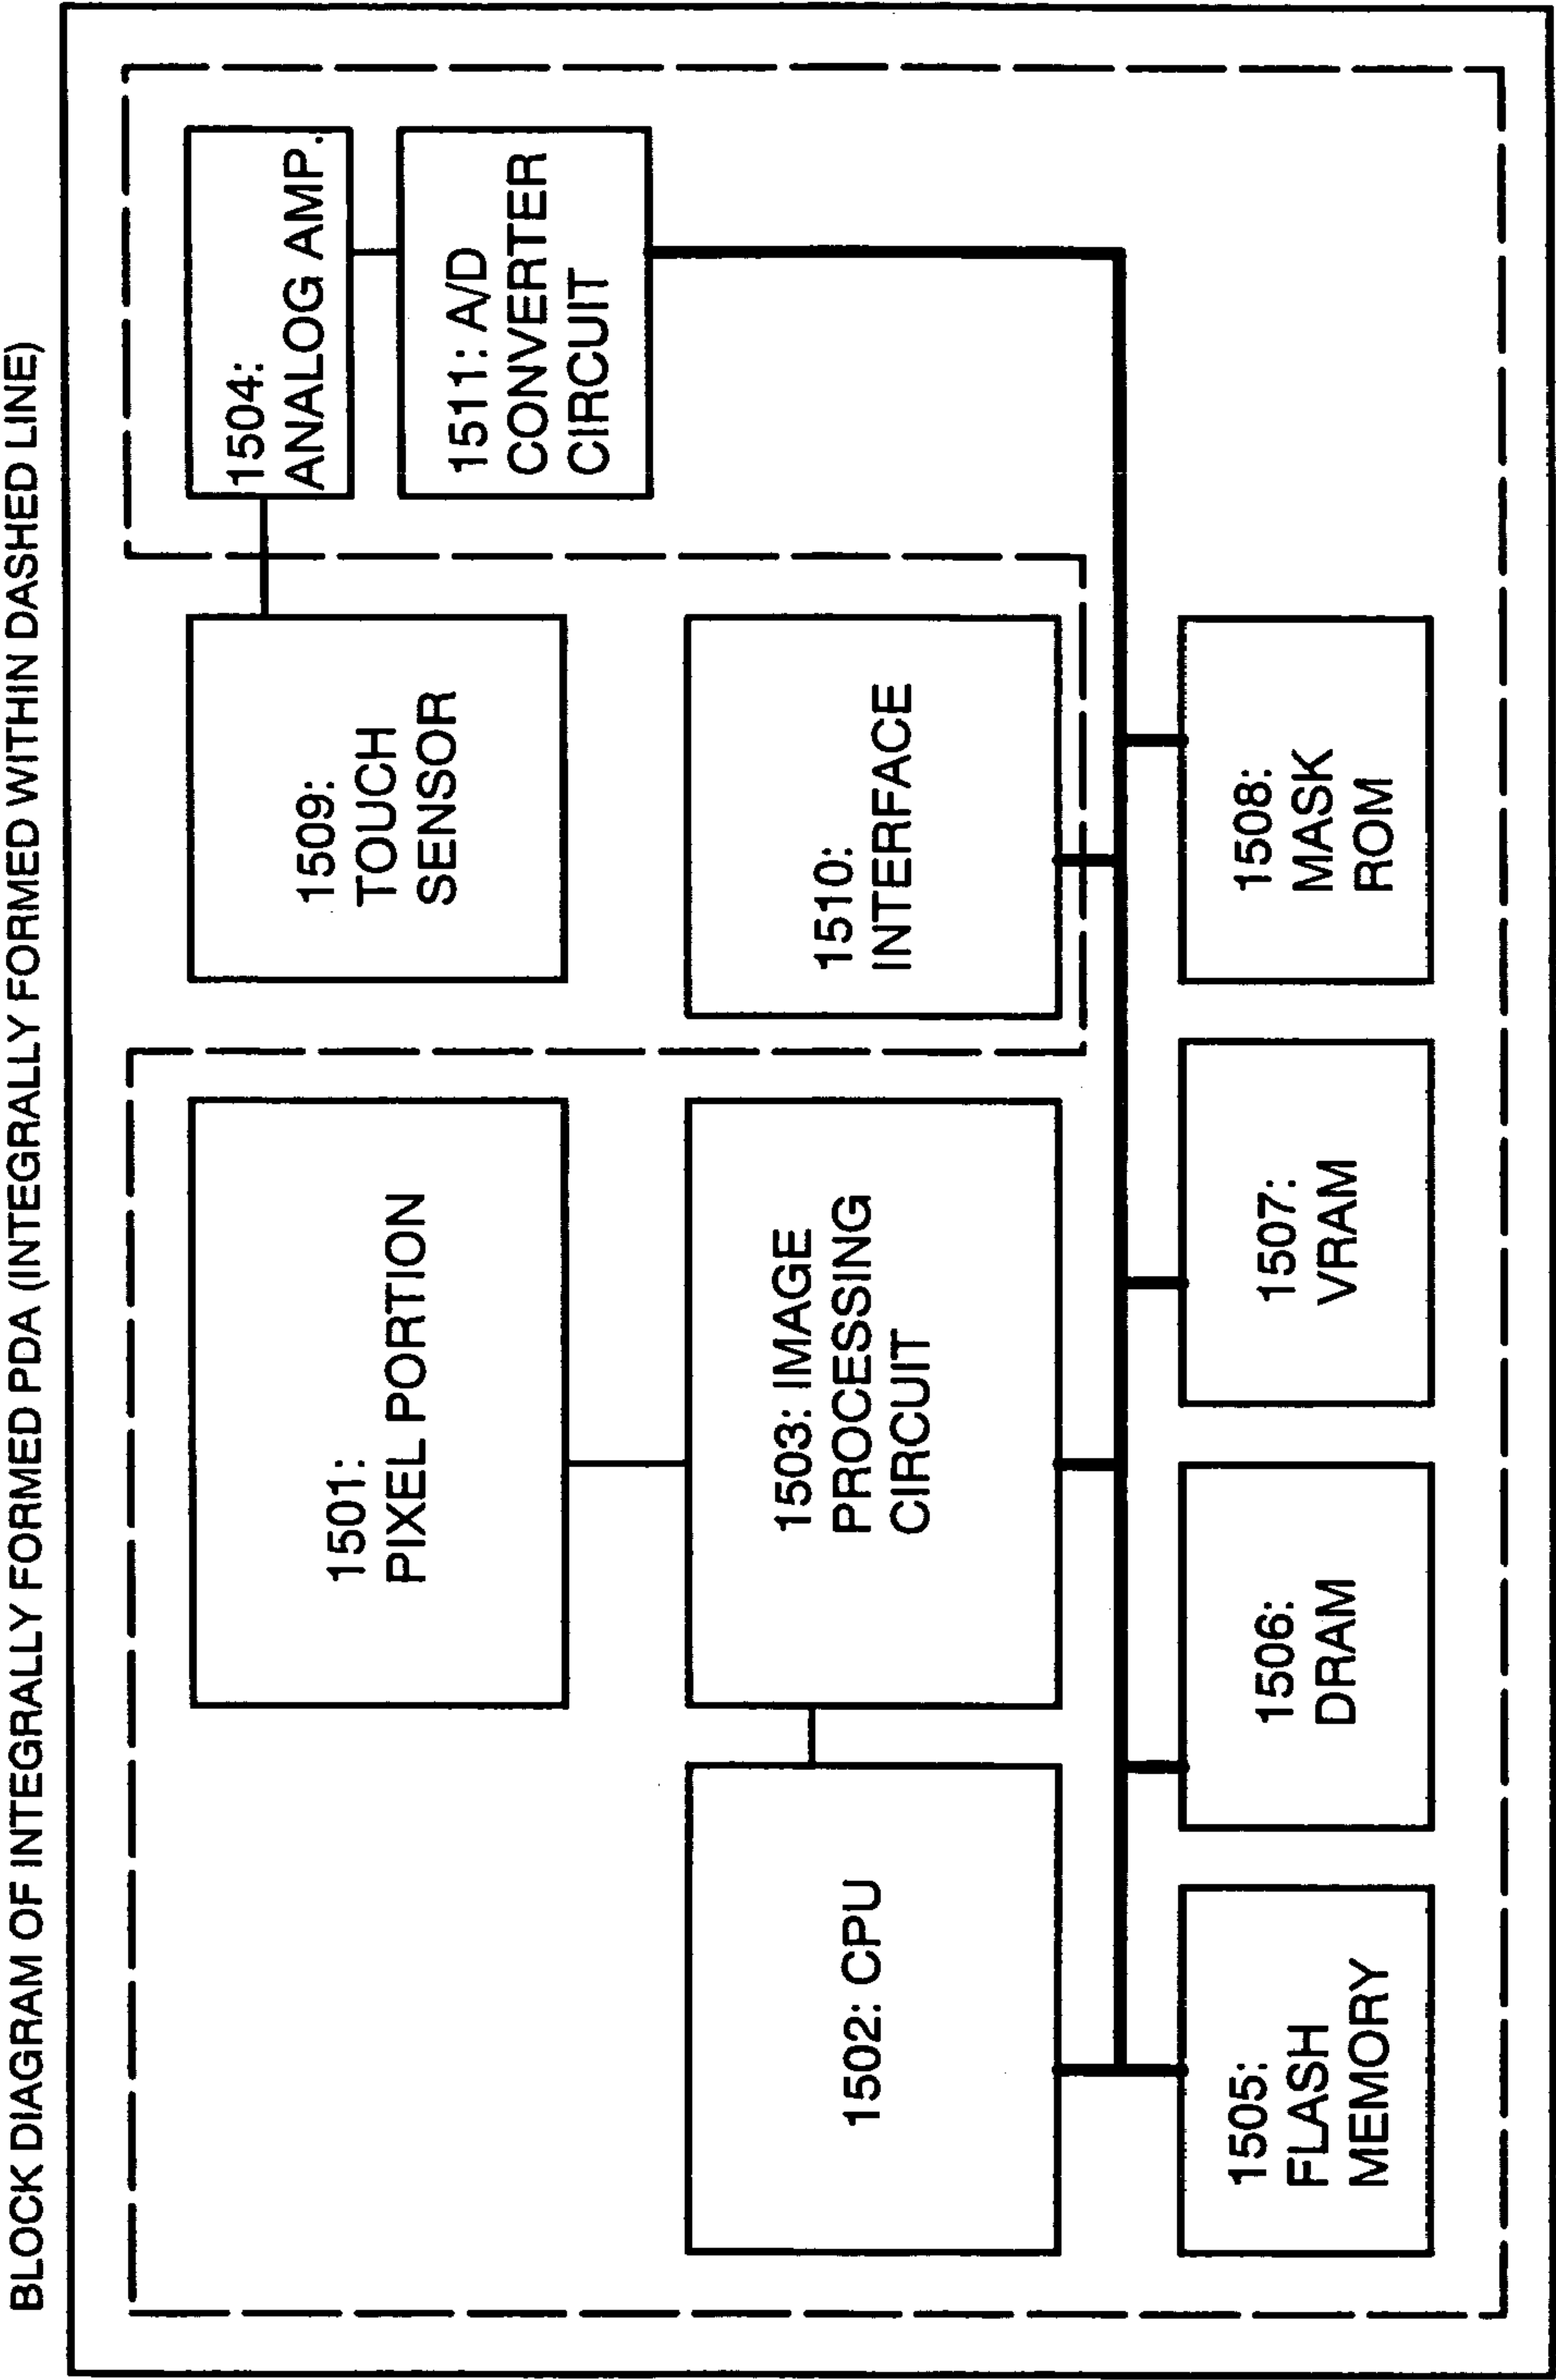 BLOCK DIAGRAM OF INTEGRALLY FORMED PDA (INTEGRALLY FORMED WITHIN DASHED LINE)
1501:
PIXEL PORTION
1509:
TOUCH
SENSOR
1504:
ANALOG AMP.
1511: A/D
CONVERTER
CIRCUIT
1502: CPU
1503: IMAGE
PROCESSING
CIRCUIT
1510:
INTERFACE
1505:
FLASH
MEMORY
1506:
DRAM
1507:
VRAM
1508:
MASK
ROM